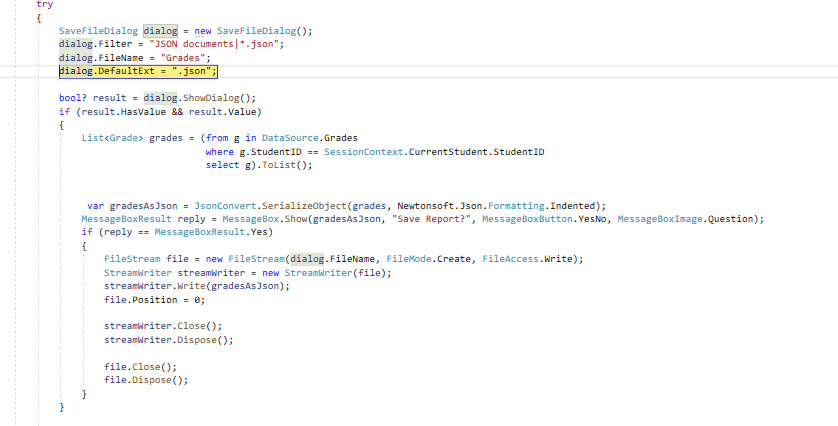 try
{
SaveFileDialog dialog = new SaveFileDialog();
dialog.Filter = "JSON documents|*.json";
dialog.FileName = "Grades";
dialog.DefaultExt = ".json";
bool? result = dialog.ShowDialog();
if (result.HasValue && result.Value)
{
List<Grade> grades = (from g in DataSource.Grades
where g.StudentID == SessionContext.CurrentStudent.StudentID
select g).ToList();
var gradesAsJson = JsonConvert.SerializeObject(grades, Newtonsoft.Json.Formatting.Indented);
MessageBoxResult reply = MessageBox.Show(gradesAsJson, "Save Report?", MessageBoxButton.YesNo, MessageBoxImage.Question);
if (reply == MessageBoxResult.Yes)
{
FileStream file = new FileStream(dialog.FileName, FileMode.Create, FileAccess.Write);
StreamWriter streamWriter = new StreamWriter(file);
streamWriter.Write(gradesAsJson);
file.Position = 0;
streamWriter.Close();
streamWriter.Dispose();
file.Close();
file.Dispose();
}
}